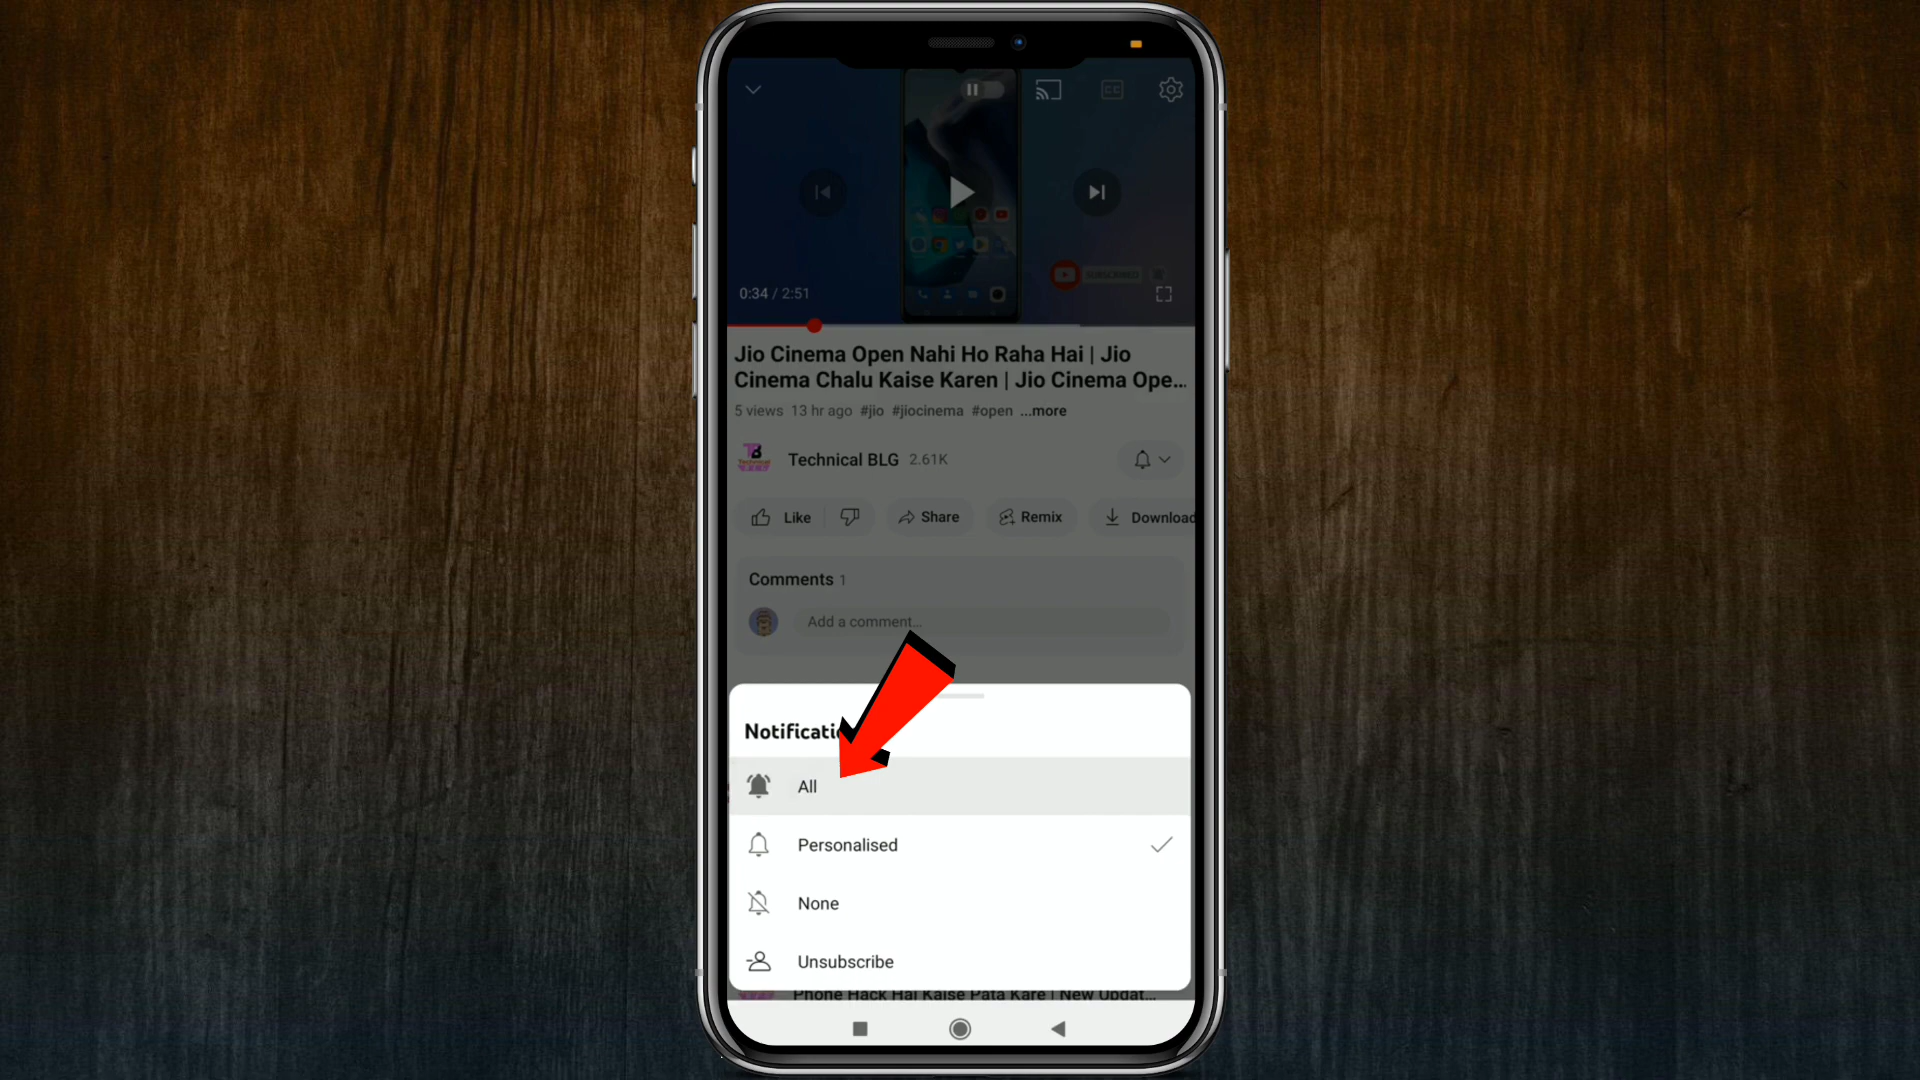 CC
SUBSCRIBED
0:34 / 2:51
Jio Cinema Open Nahi Ho Raha Hai | Jio
Cinema Chalu Kaise Karen | Jio Cinema Ope...
5 views 13 hr ago #jio #jiocinema #open ...more
Technical BLG 2.61K
Like Share Remix Download
Comments 1
Add a comment...
Notificati
All
Personalised
None
Unsubscribe
Phone Hack Hai Kaise Pata Kare | New Updat...